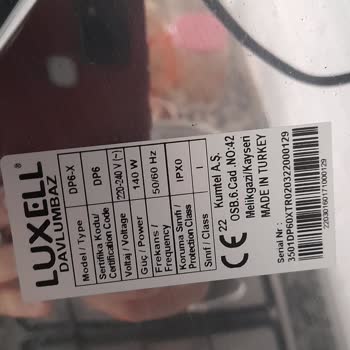 LUXELL®
DAVLUMBAZ
Model / Type DP6-X
Sertifika Kodu/ Certification Code DP6
Voltaj / Voltage 220-240 V (~)
Güç / Power 140 W
Frekans / Frequency 50/60 Hz
Koruma Sınıfı / Protection Class IPX0
Sınıf / Class I
CE 22 Kumtel A.Ş.
OSB.6.Cad .NO:42
Melikgazi/Kayseri
MADE IN TURKEY
Serial Nr :
3501DP60XTR020322000129
220301601771000129